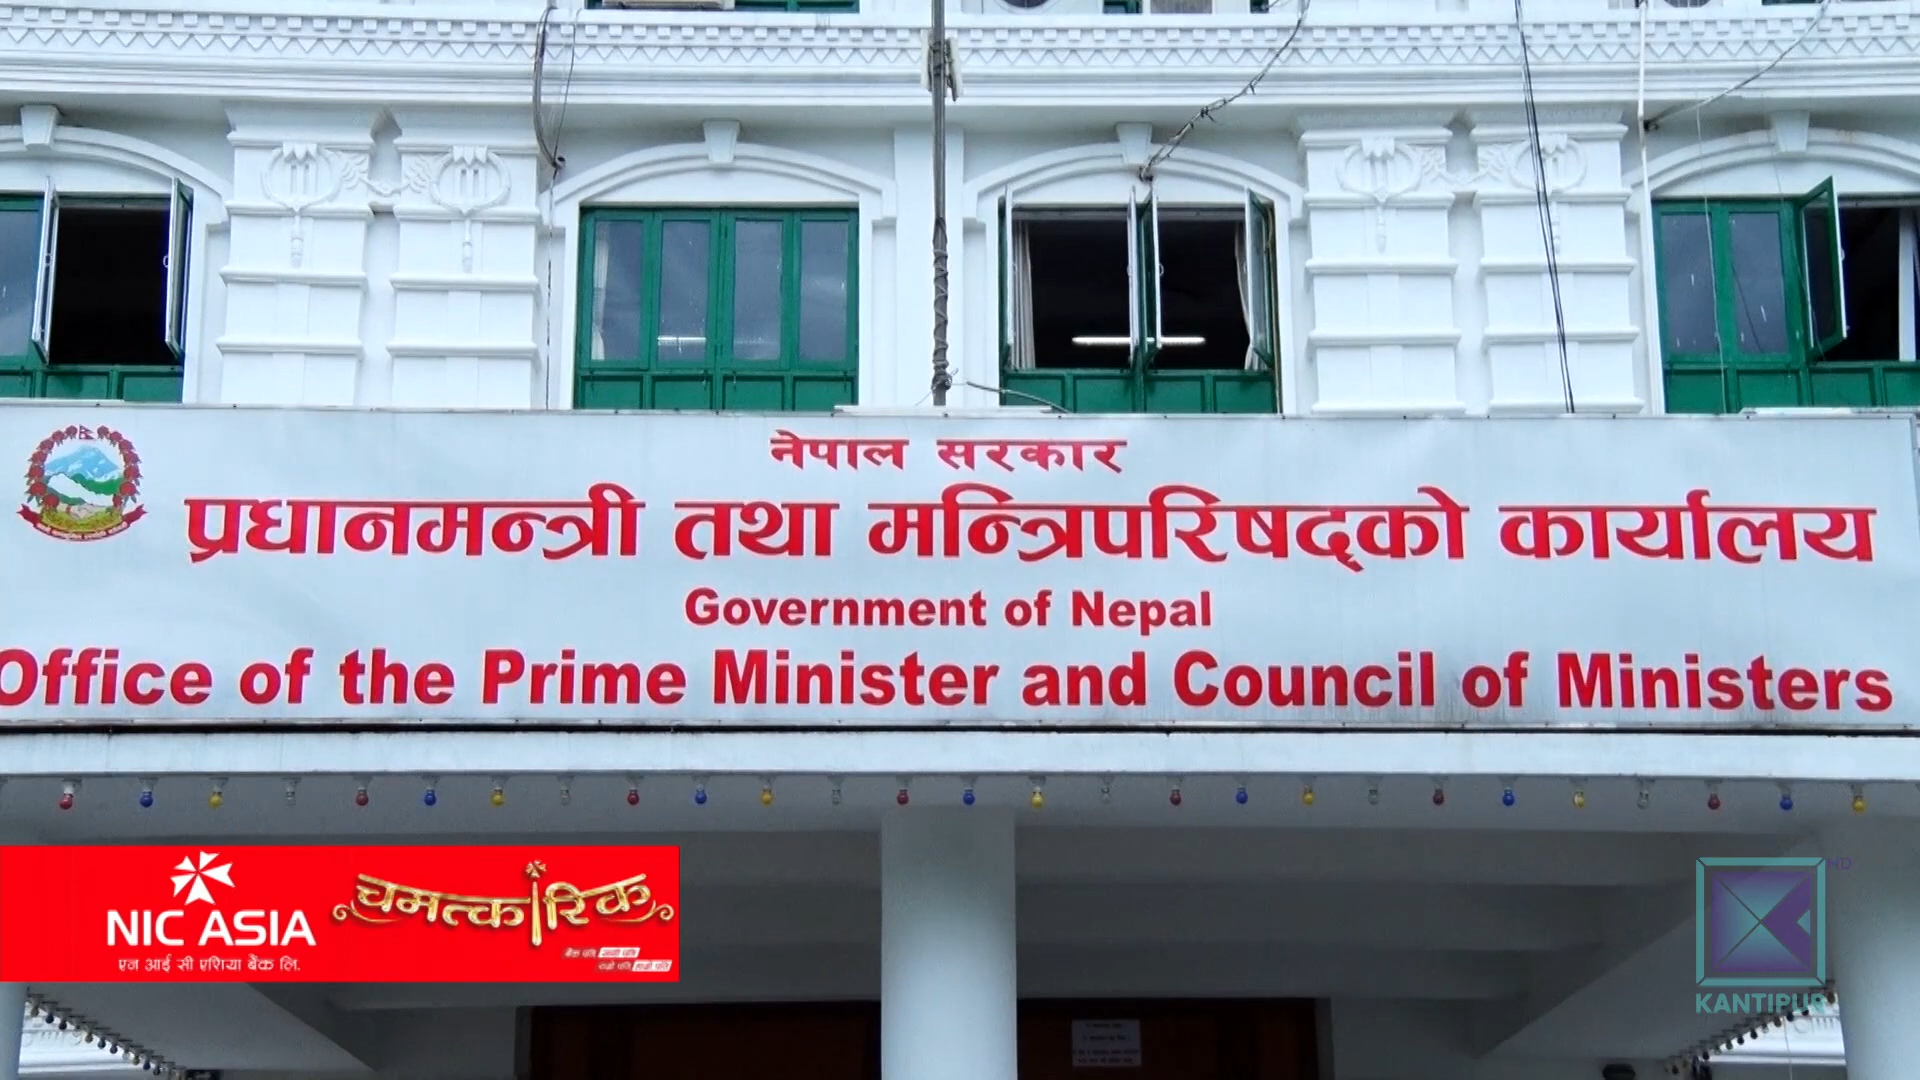 नेपाल सरकार
प्रधानमन्त्री तथा मन्त्रिपरिषद्को कार्यालय
Government of Nepal
Office of the Prime Minister and Council of Ministers
NIC ASIA
एन आई सी एशिया बैंक लि.
चमत्कारिक
HD
KANTIPUR